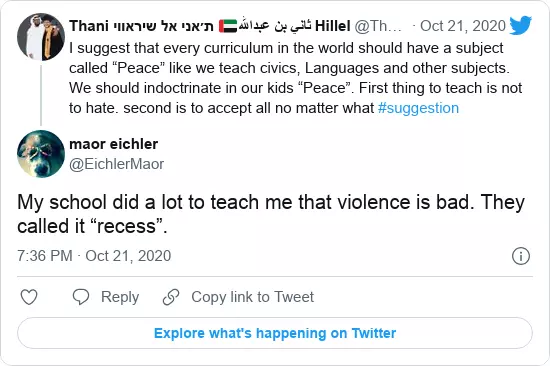 Thani ת׳אני אל שיראווי 🇦🇪ثاني بن عبدالله Hillel @Th... · Oct 21, 2020
I suggest that every curriculum in the world should have a subject
called “Peace” like we teach civics, Languages and other subjects.
We should indoctrinate in our kids “Peace”. First thing to teach is not
to hate. second is to accept all no matter what #suggestion
maor eichler
@EichlerMaor
My school did a lot to teach me that violence is bad. They
called it “recess”.
7:36 PM · Oct 21, 2020
Reply
Copy link to Tweet
Explore what's happening on Twitter